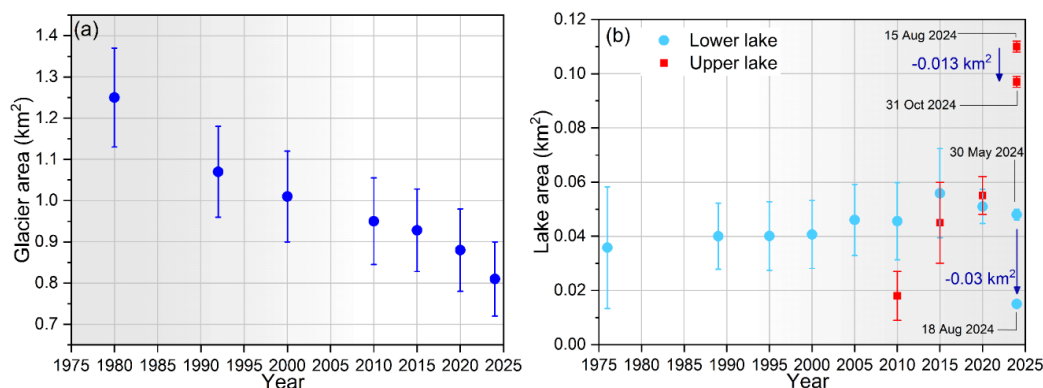 (a)
1.4
1.3
1.2
1.1
1.0
0.9
0.8
0.7
Glacier area (km²)
1975 1980 1985 1990 1995 2000 2005 2010 2015 2020 2025
Year
(b)
Lower lake
Upper lake
15 Aug 2024
-0.013 km²
31 Oct 2024
30 May 2024
-0.03 km²
18 Aug 2024
0.12
0.10
0.08
0.06
0.04
0.02
0.00
Lake area (km²)
1975 1980 1985 1990 1995 2000 2005 2010 2015 2020 2025
Year